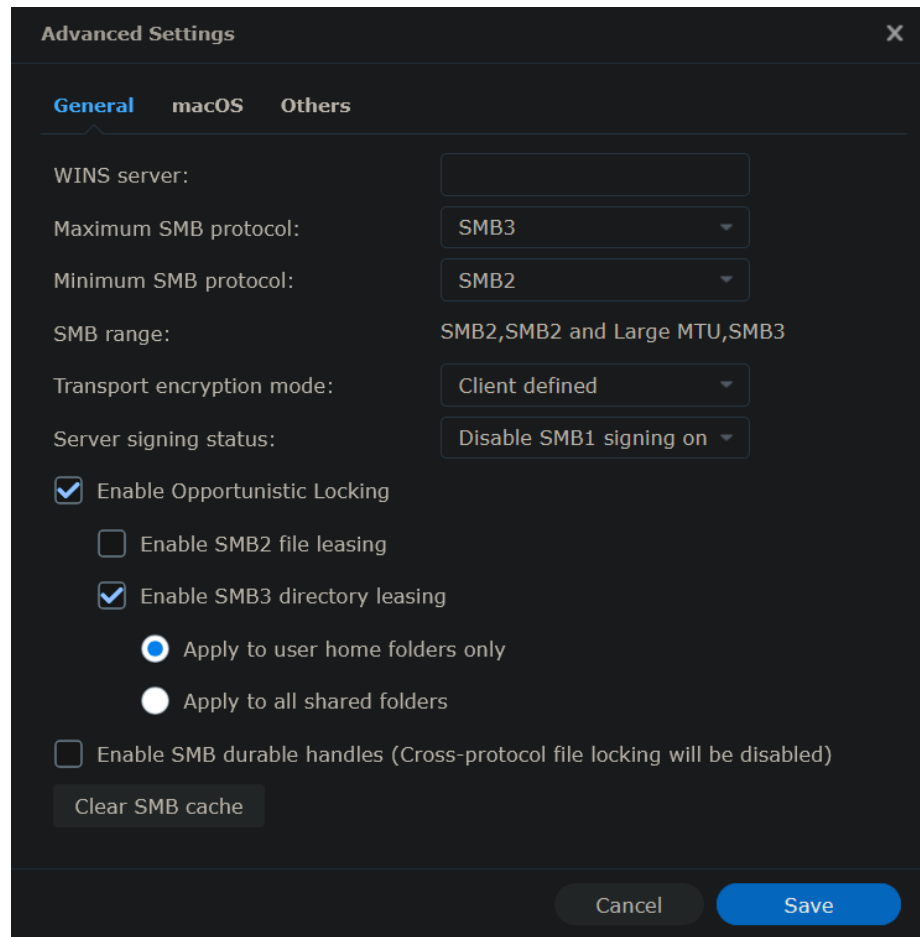 Advanced Settings
General macOS Others
WINS server:
Maximum SMB protocol: SMB3
Minimum SMB protocol: SMB2
SMB range: SMB2,SMB2 and Large MTU,SMB3
Transport encryption mode: Client defined
Server signing status: Disable SMB1 signing on
Enable Opportunistic Locking
Enable SMB2 file leasing
Enable SMB3 directory leasing
Apply to user home folders only
Apply to all shared folders
Enable SMB durable handles (Cross-protocol file locking will be disabled)
Clear SMB cache
Cancel Save